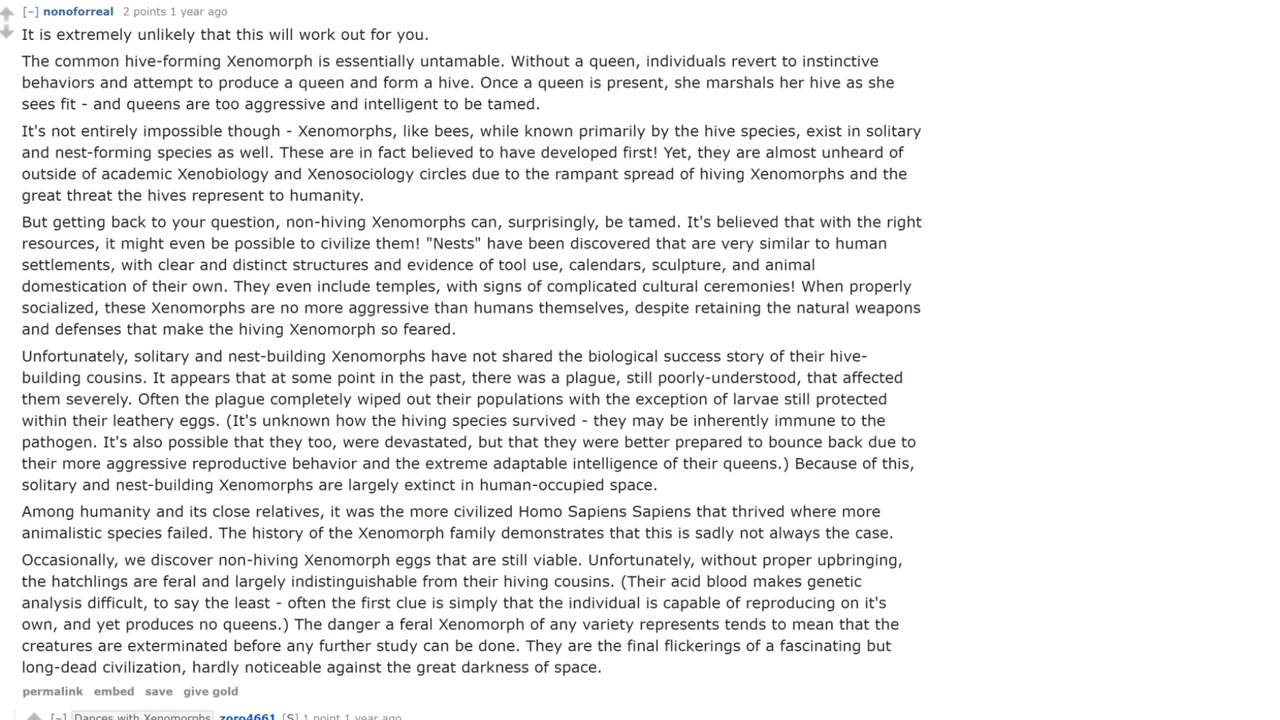 [–] nonoforreal 2 points 1 year ago
It is extremely unlikely that this will work out for you.
The common hive-forming Xenomorph is essentially untamable. Without a queen, individuals revert to instinctive
behaviors and attempt to produce a queen and form a hive. Once a queen is present, she marshals her hive as she
sees fit - and queens are too aggressive and intelligent to be tamed.
It's not entirely impossible though - Xenomorphs, like bees, while known primarily by the hive species, exist in solitary
and nest-forming species as well. These are in fact believed to have developed first! Yet, they are almost unheard of
outside of academic Xenobiology and Xenosociology circles due to the rampant spread of hiving Xenomorphs and the
great threat the hives represent to humanity.
But getting back to your question, non-hiving Xenomorphs can, surprisingly, be tamed. It's believed that with the right
resources, it might even be possible to civilize them! "Nests" have been discovered that are very similar to human
settlements, with clear and distinct structures and evidence of tool use, calendars, sculpture, and animal
domestication of their own. They even include temples, with signs of complicated cultural ceremonies! When properly
socialized, these Xenomorphs are no more aggressive than humans themselves, despite retaining the natural weapons
and defenses that make the hiving Xenomorph so feared.
Unfortunately, solitary and nest-building Xenomorphs have not shared the biological success story of their hive-
building cousins. It appears that at some point in the past, there was a plague, still poorly-understood, that affected
them severely. Often the plague completely wiped out their populations with the exception of larvae still protected
within their leathery eggs. (It's unknown how the hiving species survived - they may be inherently immune to the
pathogen. It's also possible that they too, were devastated, but that they were better prepared to bounce back due to
their more aggressive reproductive behavior and the extreme adaptable intelligence of their queens.) Because of this,
solitary and nest-building Xenomorphs are largely extinct in human-occupied space.
Among humanity and its close relatives, it was the more civilized Homo Sapiens Sapiens that thrived where more
animalistic species failed. The history of the Xenomorph family demonstrates that this is sadly not always the case.
Occasionally, we discover non-hiving Xenomorph eggs that are still viable. Unfortunately, without proper upbringing,
the hatchlings are feral and largely indistinguishable from their hiving cousins. (Their acid blood makes genetic
analysis difficult, to say the least - often the first clue is simply that the individual is capable of reproducing on it's
own, and yet produces no queens.) The danger a feral Xenomorph of any variety represents tends to mean that the
creatures are exterminated before any further study can be done. They are the final flickerings of a fascinating but
long-dead civilization, hardly noticeable against the great darkness of space.
permalink embed save give gold
[–] Dances with Xenomorphs zoro4661 [S] 1 point 1 year ago